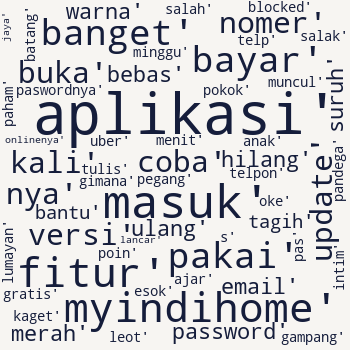 jaya'
batang'
warna'
salah'
blocked'
banget'
nomer'
telp'
salak'
minggu'
buka'
bebas'
bayar'
muncul'
suruh'
paham'
paswordnya'
pokok'
aplikasi'
onlinenya'
uber'
menit'
anak'
kali'
tulis'
coba'
hilang'
telpon'
gimana'
pegang'
update'
pandega'
nya'
masuk'
oke'
bantu'
tagih'
versi'
ulang'
lancar'
s'
pas'
lumayan'
poin'
pakai'
intim'
fitur'
ajar'
email'
gratis'
esok'
myindihome'
kaget'
merah'
leot'
password'
gampang'